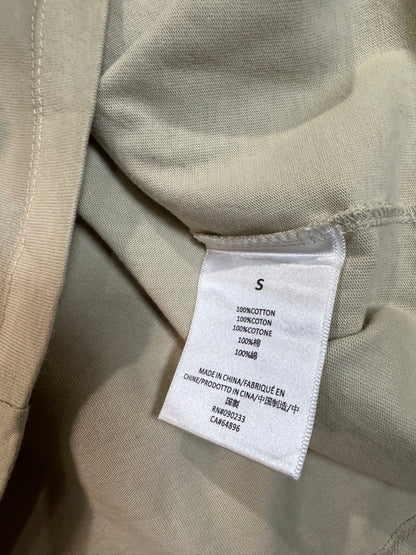 S
100%COTTON
100%COTON
100%COTONE
100%棉
100%綿
MADE IN CHINA/FABRIQUÉ EN
CHINE/PRODOTTO IN CINA/中国制造/中
国製
RN#090233
CA#64896